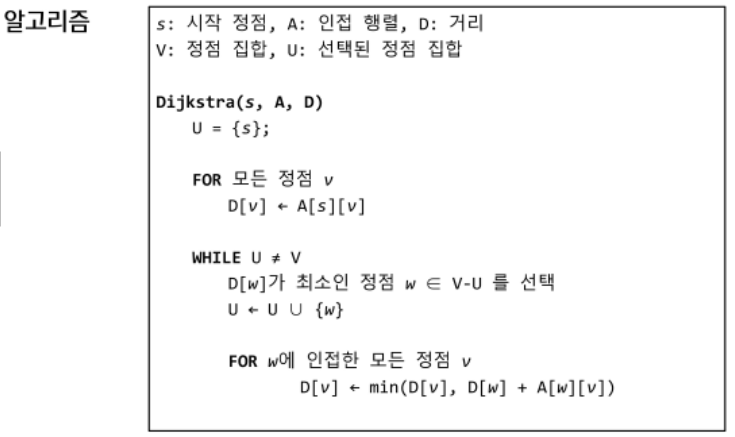 알고리즘
s: 시작 정점, A: 인접 행렬, D: 거리
V: 정점 집합, U: 선택된 정점 집합
Dijkstra(s, A, D)
U = {s};
FOR 모든 정점 v
D[v] ← A[s][v]
WHILE U ≠ V
D[w]가 최소인 정점 w ∈ V-U 를 선택
U ← U ∪ {w}
FOR w에 인접한 모든 정점 v
D[v] ← min(D[v], D[w] + A[w][v])